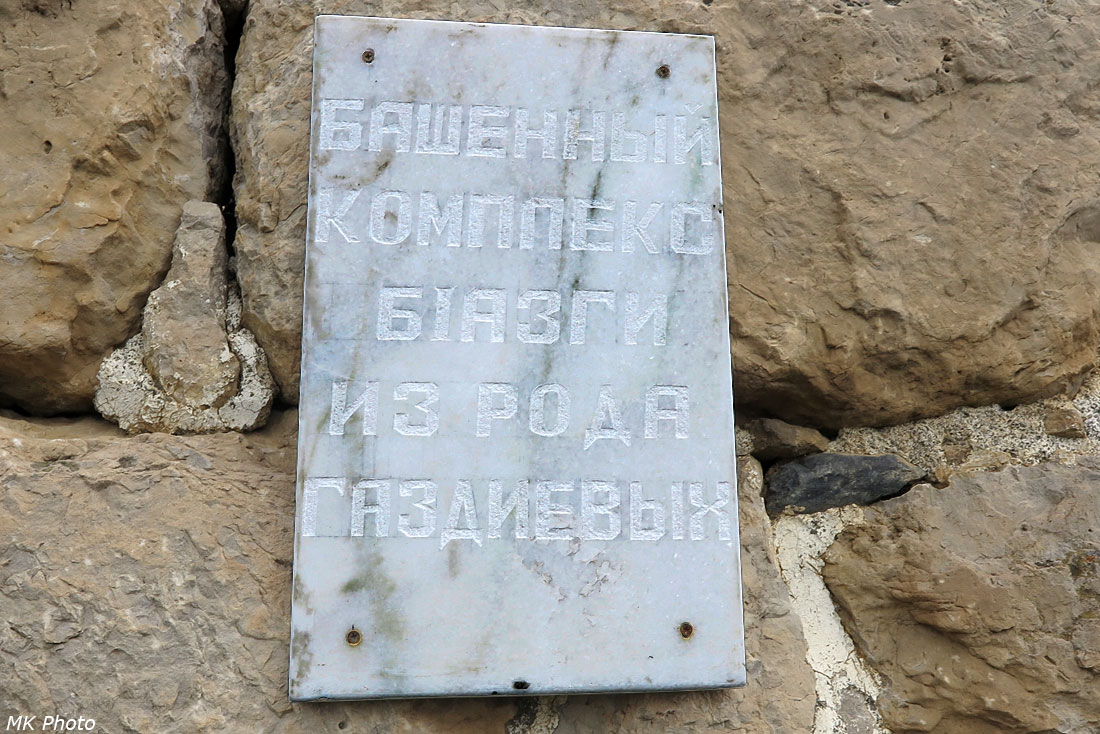 БАШЕННЫЙ
КОМПЛЕКС
БIАЗГИ
ИЗ РОДА
ГАЗДИЕВЫХ
MK Photo